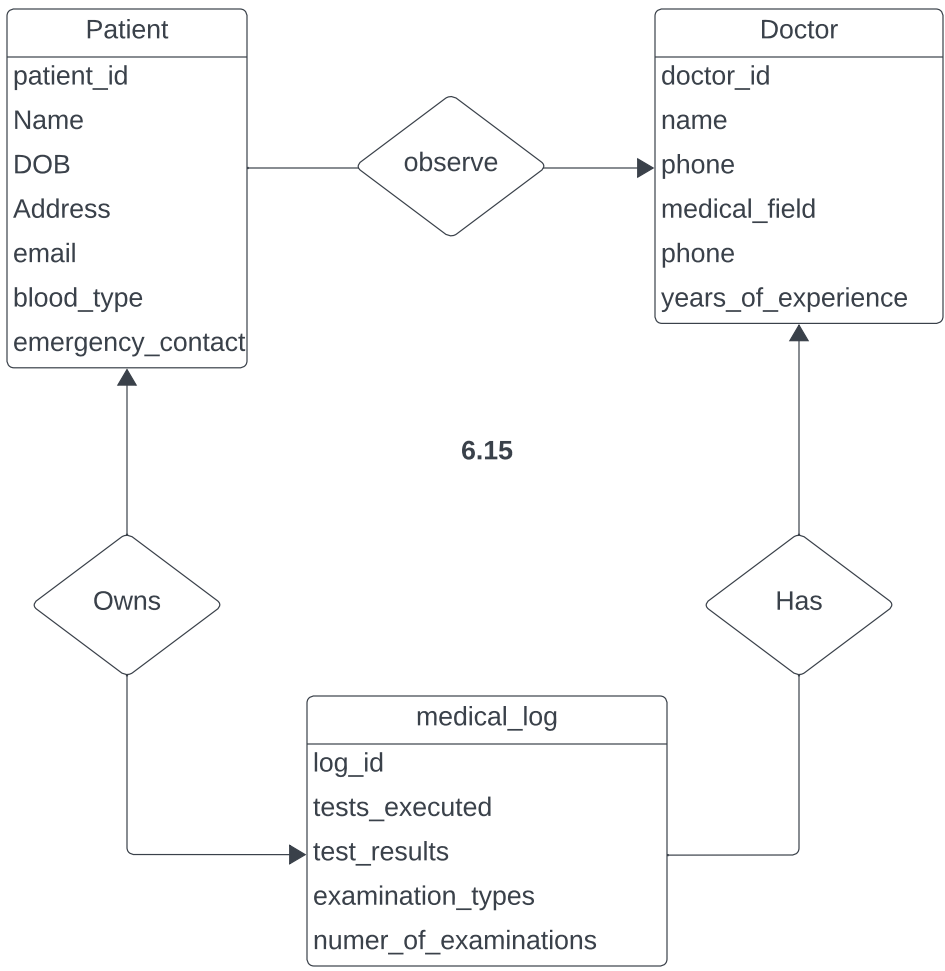 Patient
patient_id
Name
DOB
Address
email
blood_type
emergency_contact
observe
Doctor
doctor_id
name
phone
medical_field
phone
years_of_experience
6.15
Owns
Has
medical_log
log_id
tests_executed
test_results
examination_types
numer_of_examinations